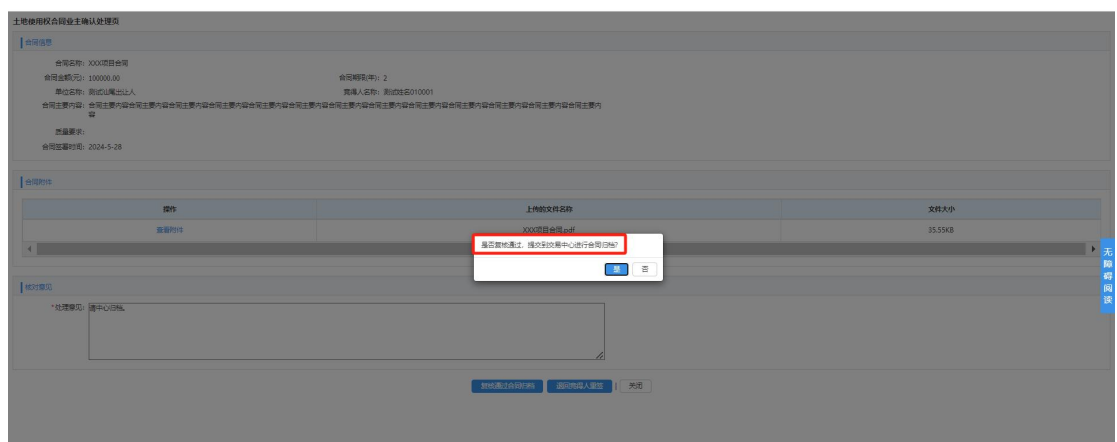 土地使用权合同业主确认处理页
合同信息
合同名称: XXX项目合同
合同金额(元): 100000.00 合同期限(年): 2
单位名称: 测试汕尾出让人 竞得人名称: 测试姓名010001
合同主要内容: 合同主要内容合同主要内容合同主要内容合同主要内容合同主要内容合同主要内容合同主要内容合同主要内容合同主要内容合同主要内容合同主要内
容
质量要求:
合同签署时间: 2024-5-28
合同附件
操作 上传的文件名称 文件大小
查看附件 XXX项目合同.pdf 35.55KB
是否复核通过，提交到交易中心进行合同归档?
是 否
无障碍阅读
核对意见
*处理意见: 请中心归档。
复核通过合同归档 退回竞得人重签 | 关闭